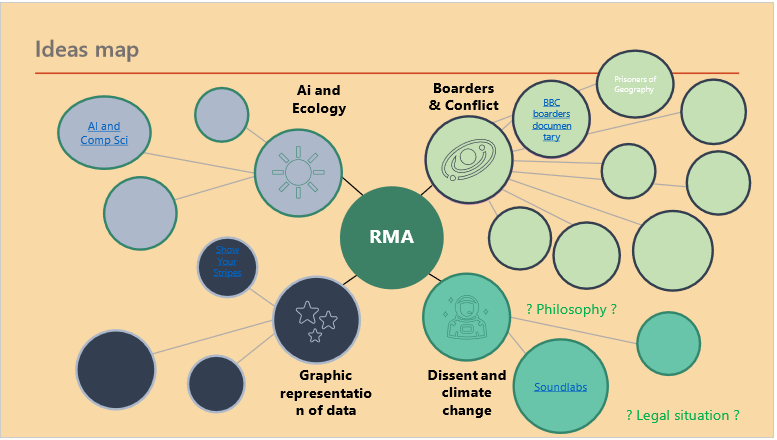 Ideas map
Ai and
Ecology
Boarders
& Conflict
Prisoners of
Geography
BBC
boarders
documen
tary
AI and
Comp Sci
RMA
Show
Your
Stripes
? Philosophy ?
Graphic
representatio
n of data
Dissent and
climate
change
Soundlabs
? Legal situation ?